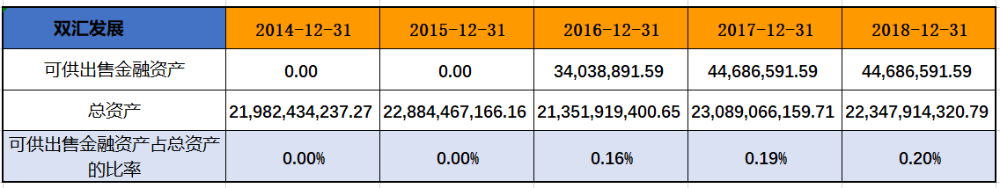 双汇发展 2014-12-31 2015-12-31 2016-12-31 2017-12-31 2018-12-31
可供出售金融资产 0.00 0.00 34,038,891.59 44,686,591.59 44,686,591.59
总资产 21,982,434,237.27 22,884,467,166.16 21,351,919,400.65 23,089,066,159.71 22,347,914,320.79
可供出售金融资产占总资产
的比率 0.00% 0.00% 0.16% 0.19% 0.20%